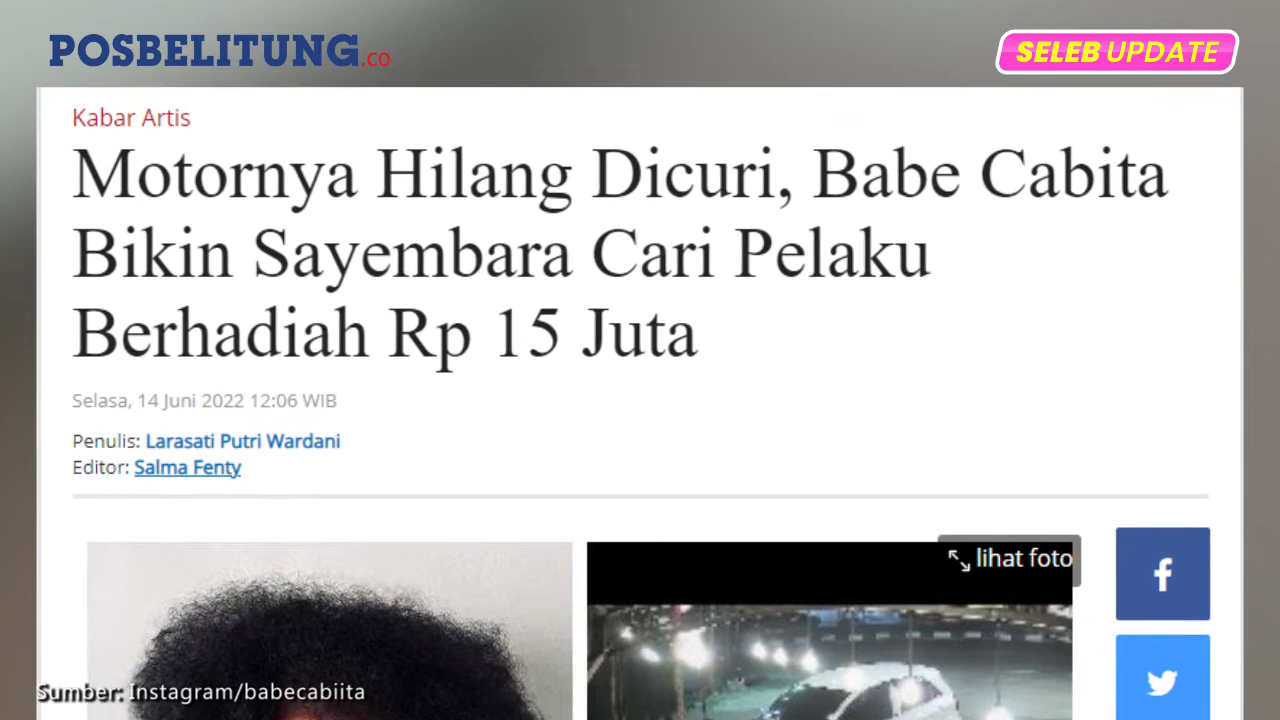 POSBELITUNG.co
SELEB UPDATE
Kabar Artis
Motornya Hilang Dicuri, Babe Cabita
Bikin Sayembara Cari Pelaku
Berhadiah Rp 15 Juta
Selasa, 14 Juni 2022 12:06 WIB
Penulis: Larasati Putri Wardani
Editor: Salma Fenty
lihat foto
Sumber: Instagram/babecabiita